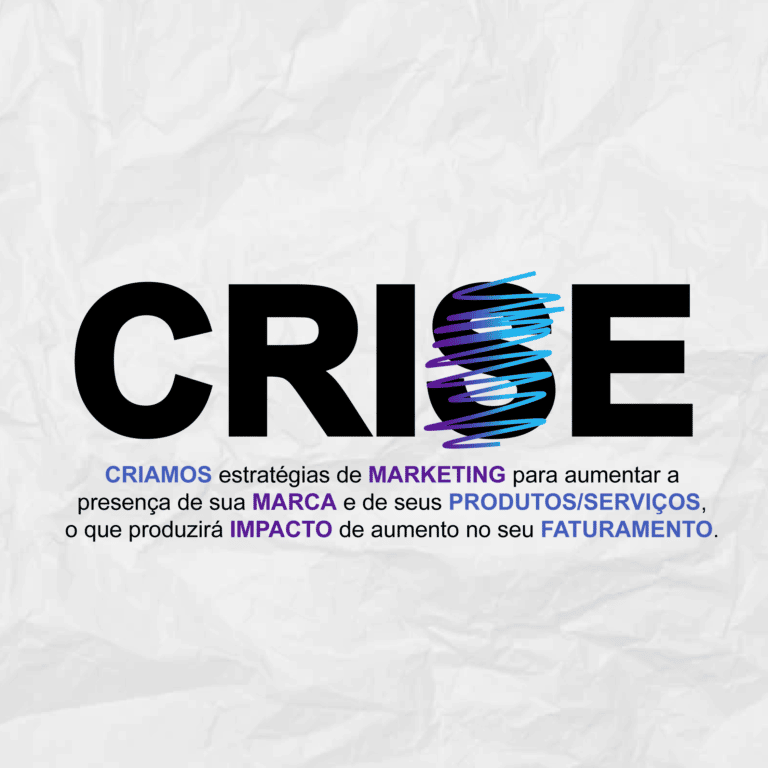 CRISE
CRIAMOS estratégias de MARKETING para aumentar a
presença de sua MARCA e de seus PRODUTOS/SERVIÇOS,
o que produzirá IMPACTO de aumento no seu FATURAMENTO.